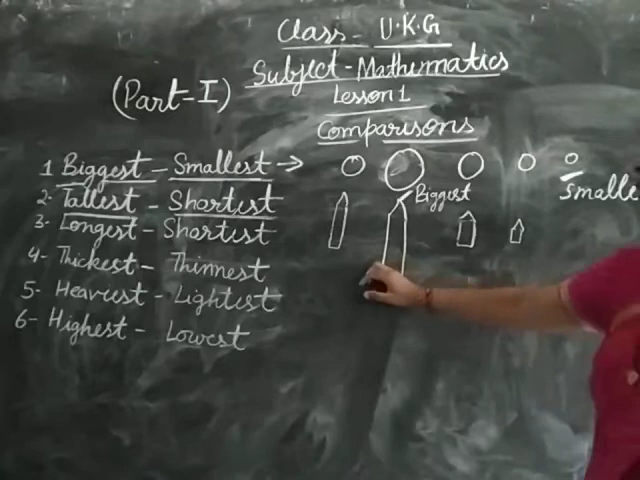 Class - U.K.G
Subject - Mathematics
(Part-I)
Lesson 1
Comparisons
1 Biggest - Smallest →
Biggest
Smalle
2. Tallest - Shortest
3- Longest - Shortest
4- Thickest - Thinnest
5- Heaviest - Lightest
6- Highest - Lowest